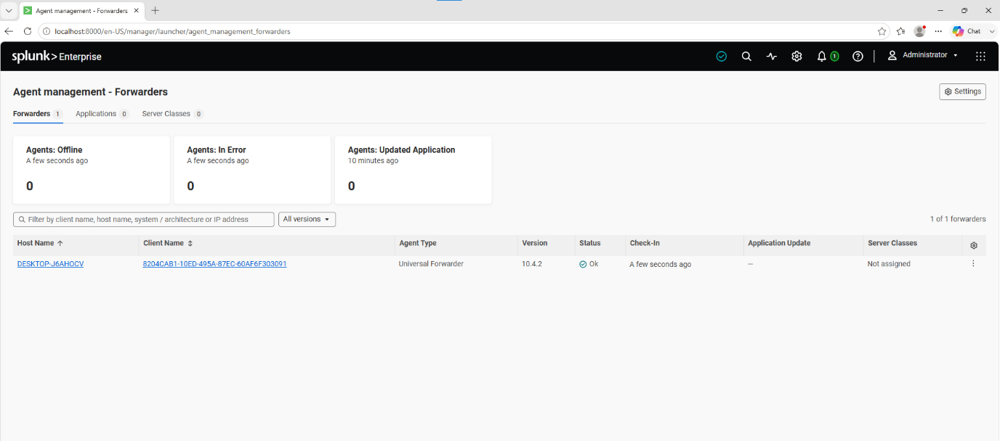 Agent management - Forwarders
localhost:8000/en-US/manager/launcher/agent_management_forwarders
Chat
splunk> Enterprise
1
Administrator
Agent management - Forwarders
Settings
Forwarders 1 Applications 0 Server Classes 0
Agents: Offline
A few seconds ago
0
Agents: In Error
A few seconds ago
0
Agents: Updated Application
10 minutes ago
0
Filter by client name, host name, system / architecture or IP address
All versions
1 of 1 forwarders
Host Name Client Name Agent Type Version Status Check-In Application Update Server Classes
DESKTOP-J6AHOCV 8204CAB1-10ED-495A-87EC-60AF6F303091 Universal Forwarder 10.4.2 Ok A few seconds ago — Not assigned